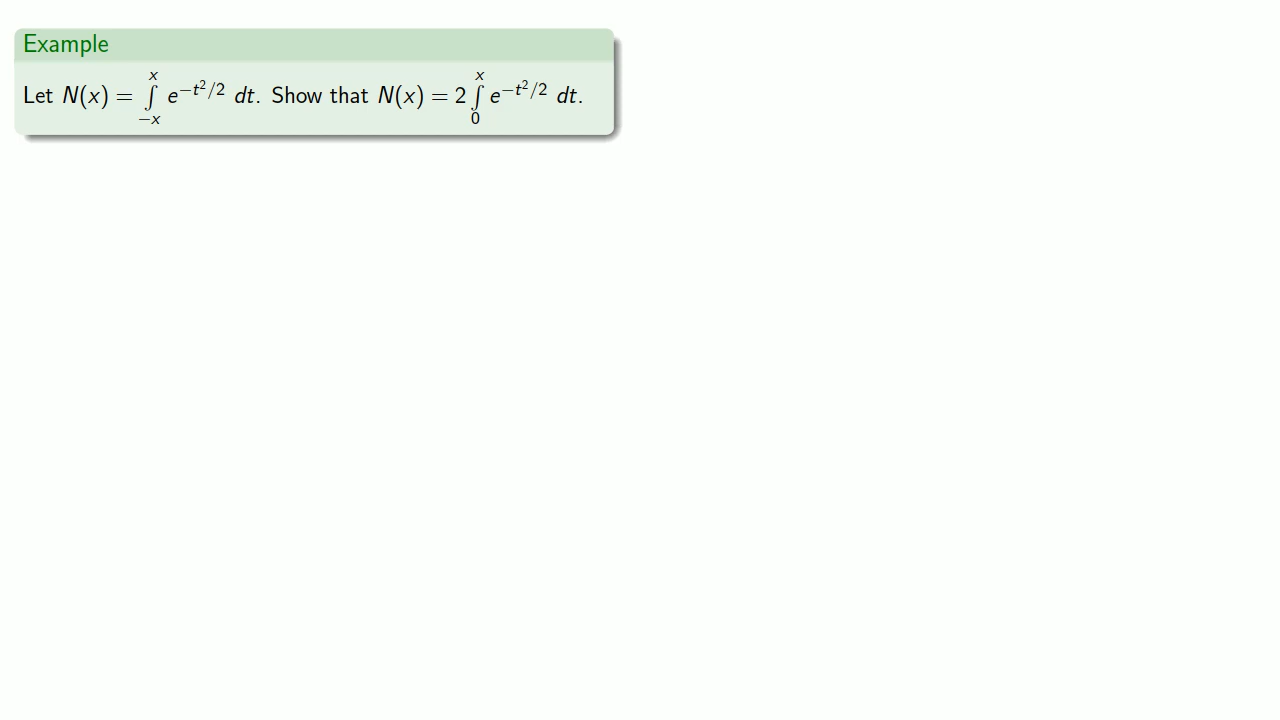 Example
Let N(x) = ∫_{−x}^{x} e^{−t²/2} dt. Show that N(x) = 2 ∫_{0}^{x} e^{−t²/2} dt.